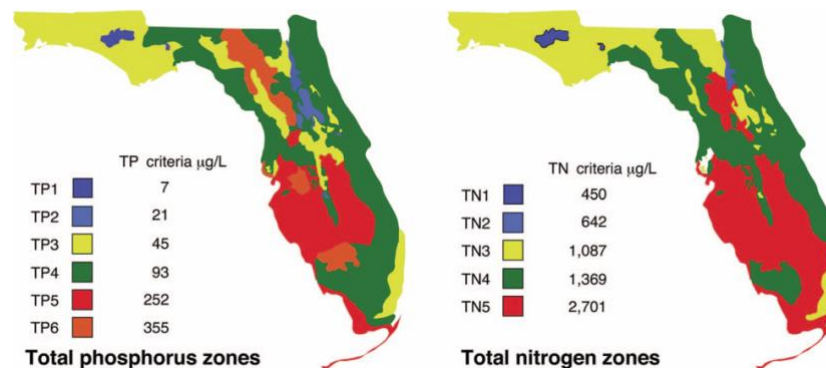 TP criteria µg/L
TP1 7
TP2 21
TP3 45
TP4 93
TP5 252
TP6 355
Total phosphorus zones
TN criteria µg/L
TN1 450
TN2 642
TN3 1,087
TN4 1,369
TN5 2,701
Total nitrogen zones